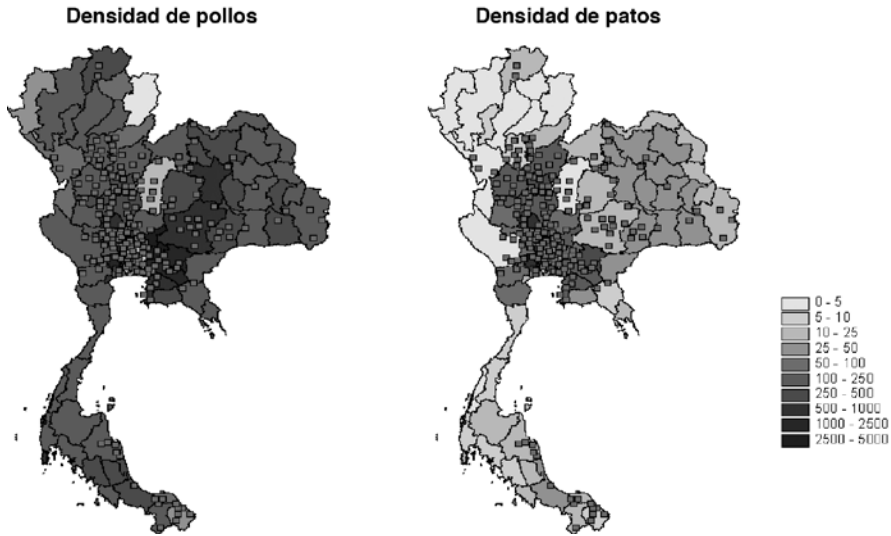 Densidad de pollos
Densidad de patos
0 - 5
5 - 10
10 - 25
25 - 50
50 - 100
100 - 250
250 - 500
500 - 1000
1000 - 2500
2500 - 5000